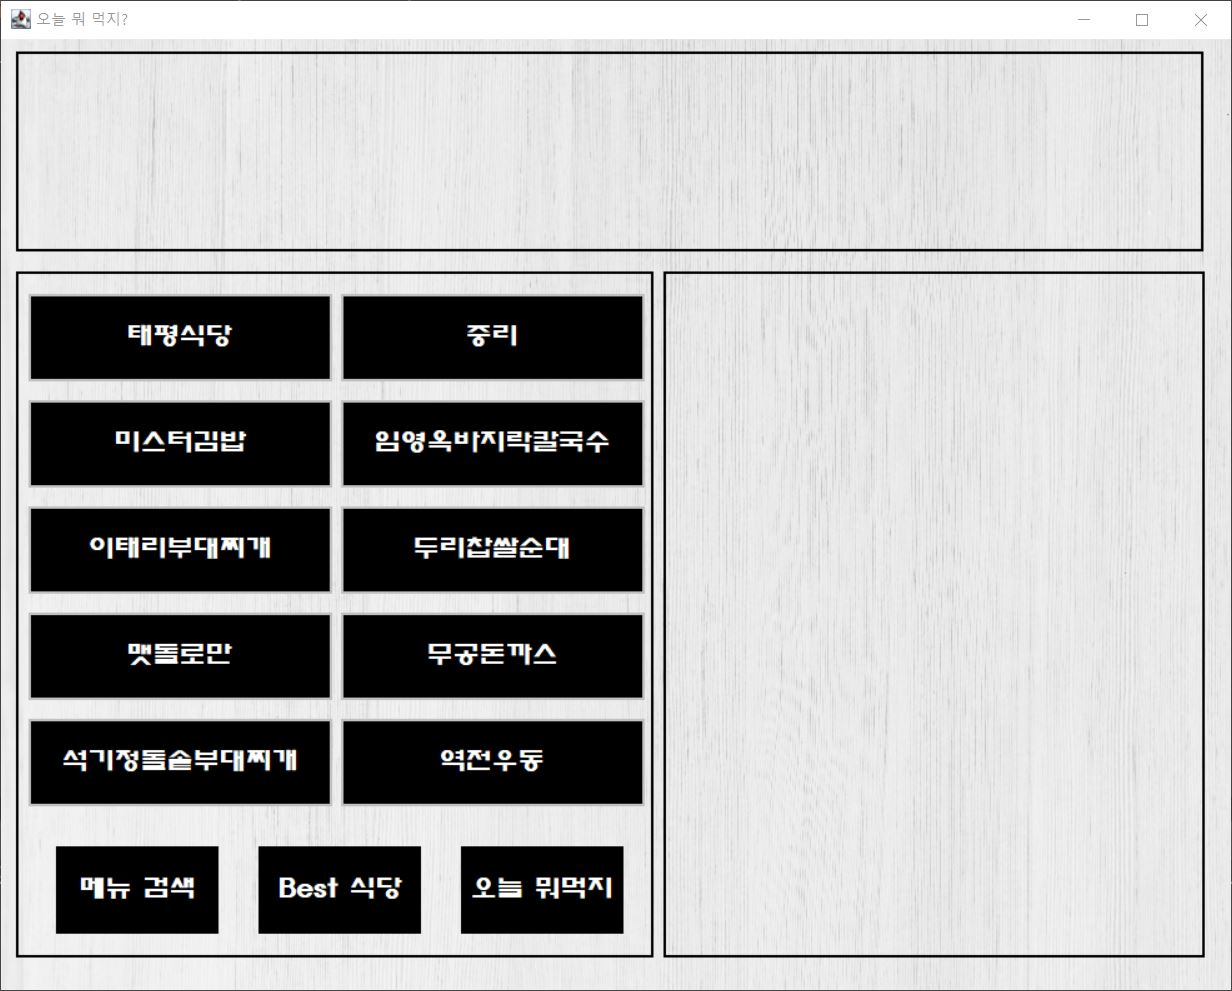 오늘 뭐 먹지?
태평식당
중리
미스터김밥
임영옥바지락칼국수
이태리부대찌개
두리찹쌀순대
맷돌로만
무공돈까스
석기정돌솥부대찌개
역전우동
메뉴 검색
Best 식당
오늘 뭐먹지